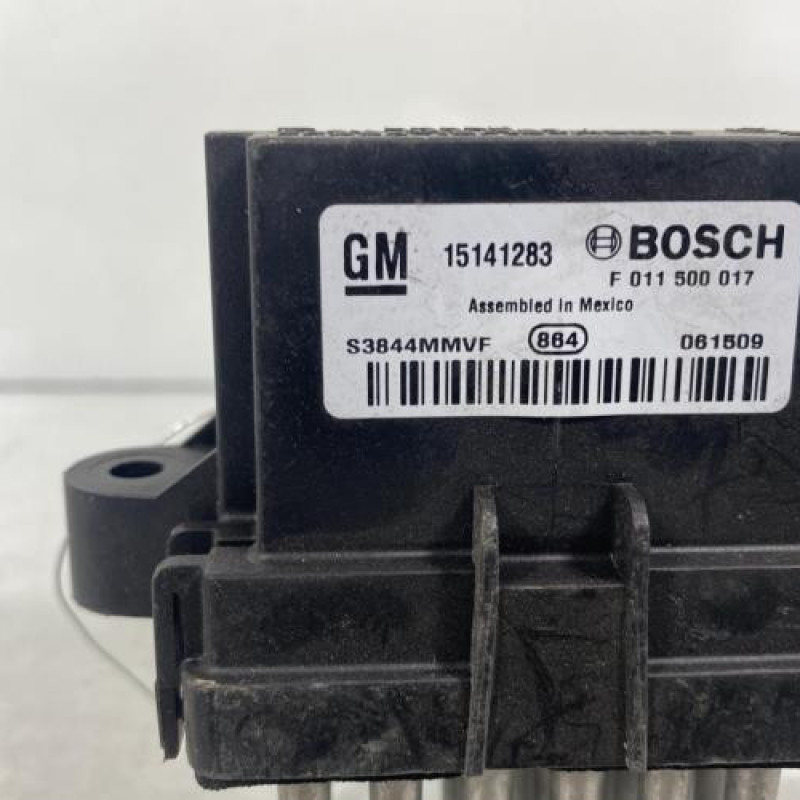 GM 15141283 BOSCH
F 011 500 017
Assembled in Mexico
S3844MMVF 864 061509